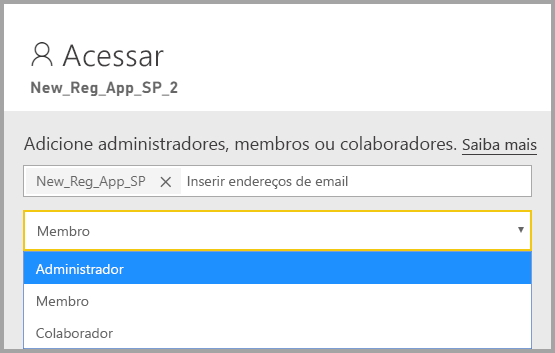 Acessar
New_Reg_App_SP_2
Adicione administradores, membros ou colaboradores. Saiba mais
New_Reg_App_SP Inserir endereços de email
Membro
Administrador
Membro
Colaborador